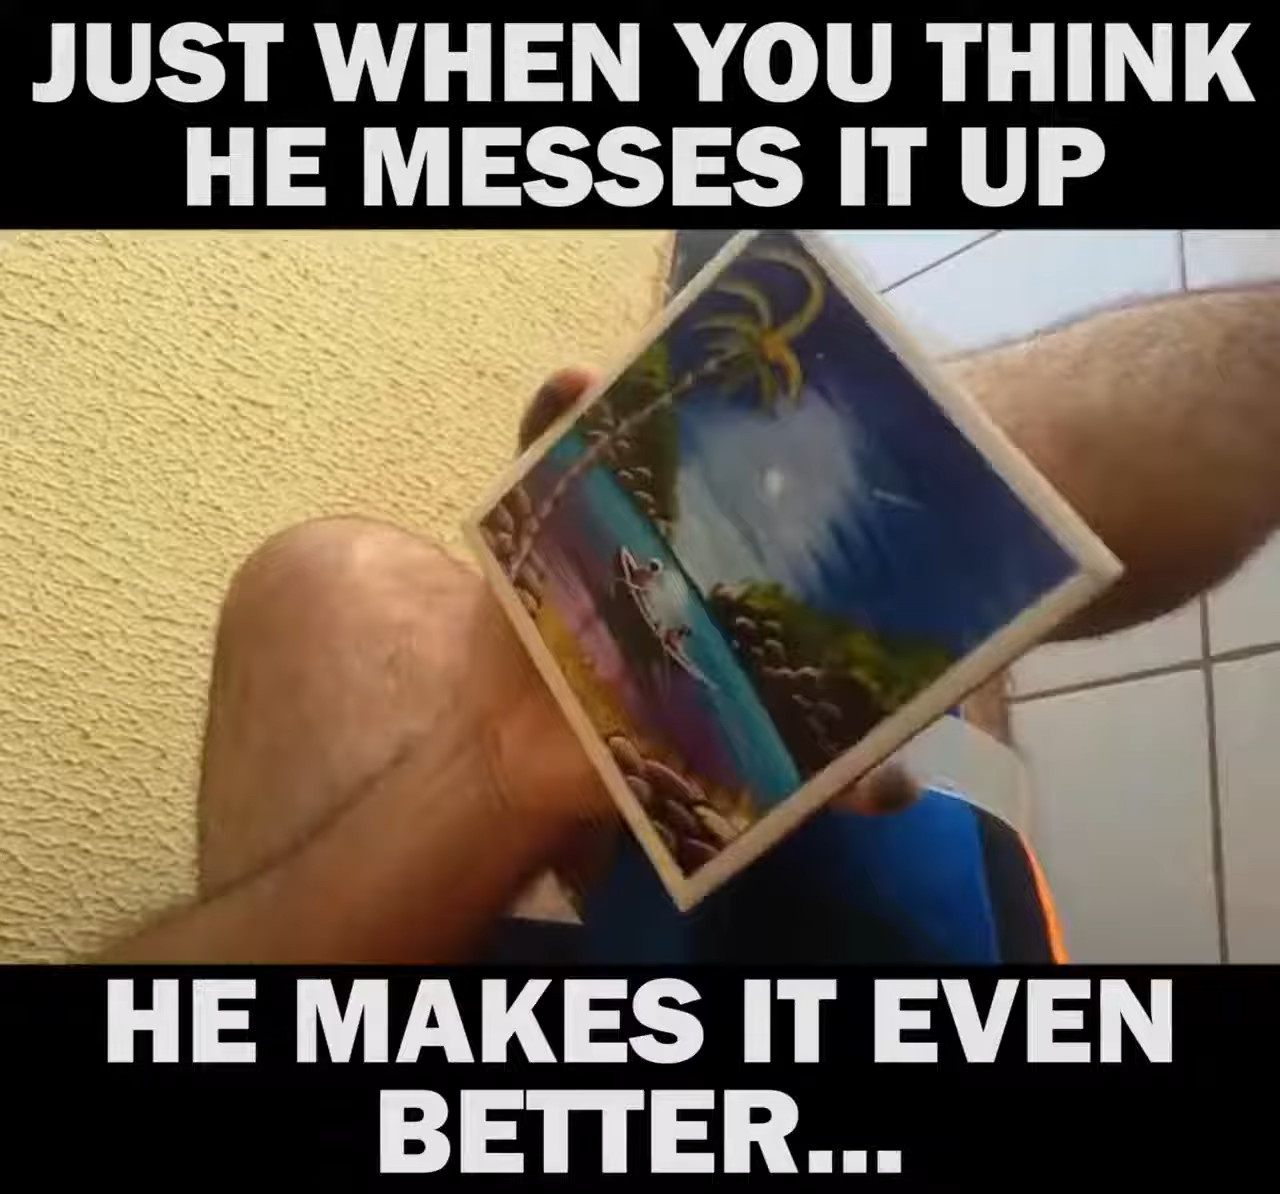 JUST WHEN YOU THINK
HE MESSES IT UP
HE MAKES IT EVEN
BETTER...